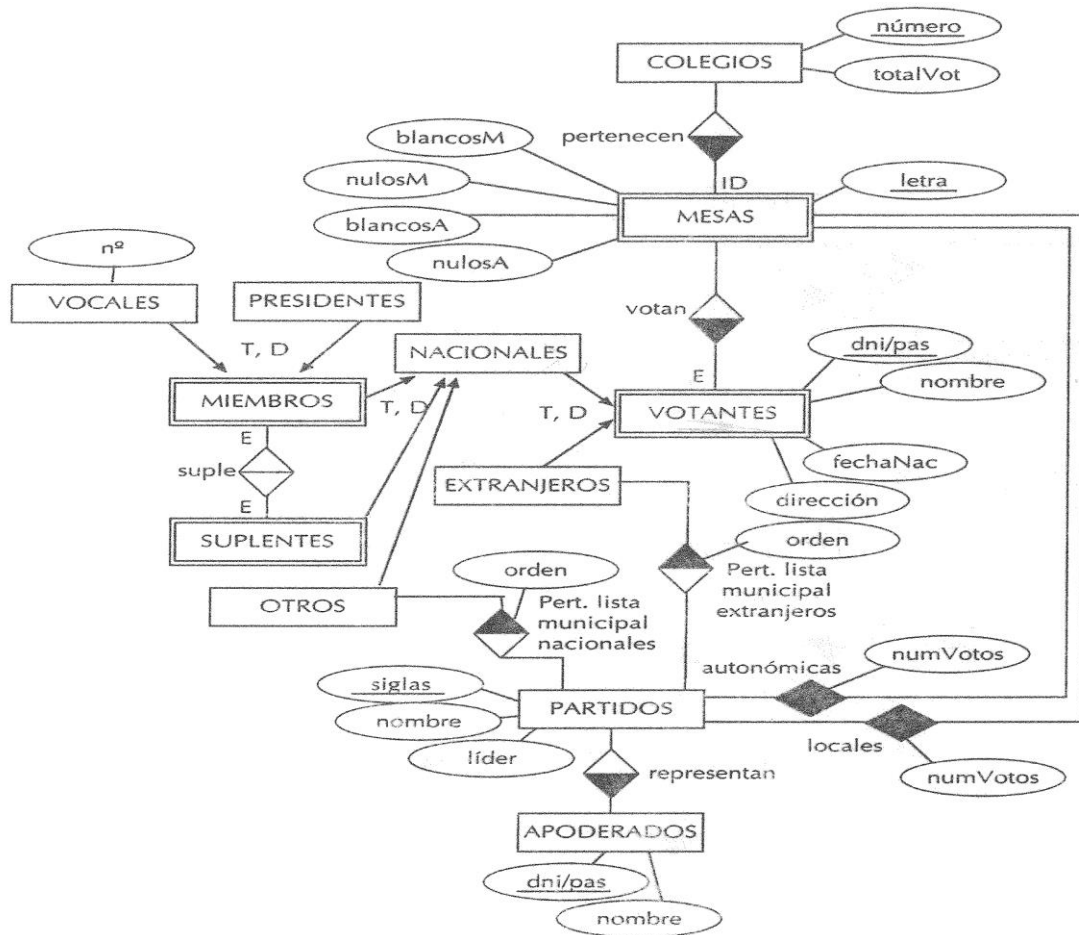 número
COLEGIOS
totalVot
pertenecen
blancosM
ID
letra
nulosM
MESAS
blancosA
nulosA
nº
VOCALES
PRESIDENTES
votan
T, D
NACIONALES
dni/pas
nombre
MIEMBROS
T, D
T, D
E
VOTANTES
E
suple
fechaNac
EXTRANJEROS
dirección
E
SUPLENTES
orden
orden
Pert. lista
municipal
extranjeros
OTROS
Pert. lista
municipal
nacionales
autonómicas
numVotos
siglas
PARTIDOS
nombre
líder
locales
representan
numVotos
APODERADOS
dni/pas
nombre